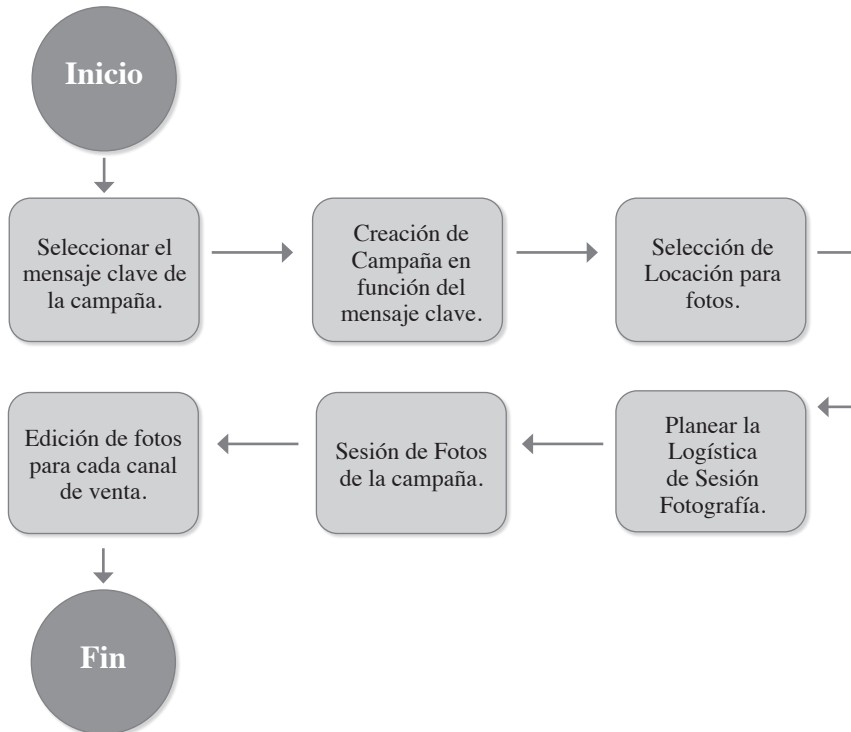 Inicio
Seleccionar el
mensaje clave de
la campaña.
Creación de
Campaña en
función del
mensaje clave.
Selección de
Locación para
fotos.
Planear la
Logística
de Sesión
Fotografía.
Sesión de Fotos
de la campaña.
Edición de fotos
para cada canal
de venta.
Fin